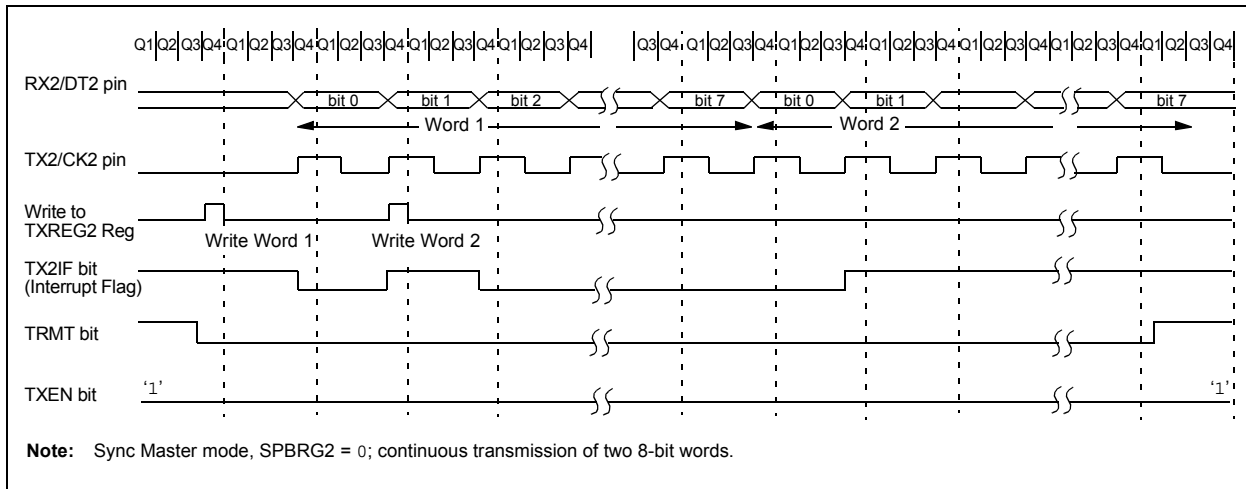 Q1 Q2 Q3 Q4 Q1 Q2 Q3 Q4 Q1 Q2 Q3 Q4 Q1 Q2 Q3 Q4 Q1 Q2 Q3 Q4 Q3 Q4 Q1 Q2 Q3 Q4 Q1 Q2 Q3 Q4 Q1 Q2 Q3 Q4 Q1 Q2 Q3 Q4 Q1 Q2 Q3 Q4 Q1 Q2 Q3 Q4
RX2/DT2 pin
bit 0 bit 1 bit 2 bit 7 bit 0 bit 1 bit 7
Word 1 Word 2
TX2/CK2 pin
Write to
TXREG2 Reg
Write Word 1 Write Word 2
TX2IF bit
(Interrupt Flag)
TRMT bit
TXEN bit ‘1’ ‘1’
Note: Sync Master mode, SPBRG2 = 0; continuous transmission of two 8-bit words.